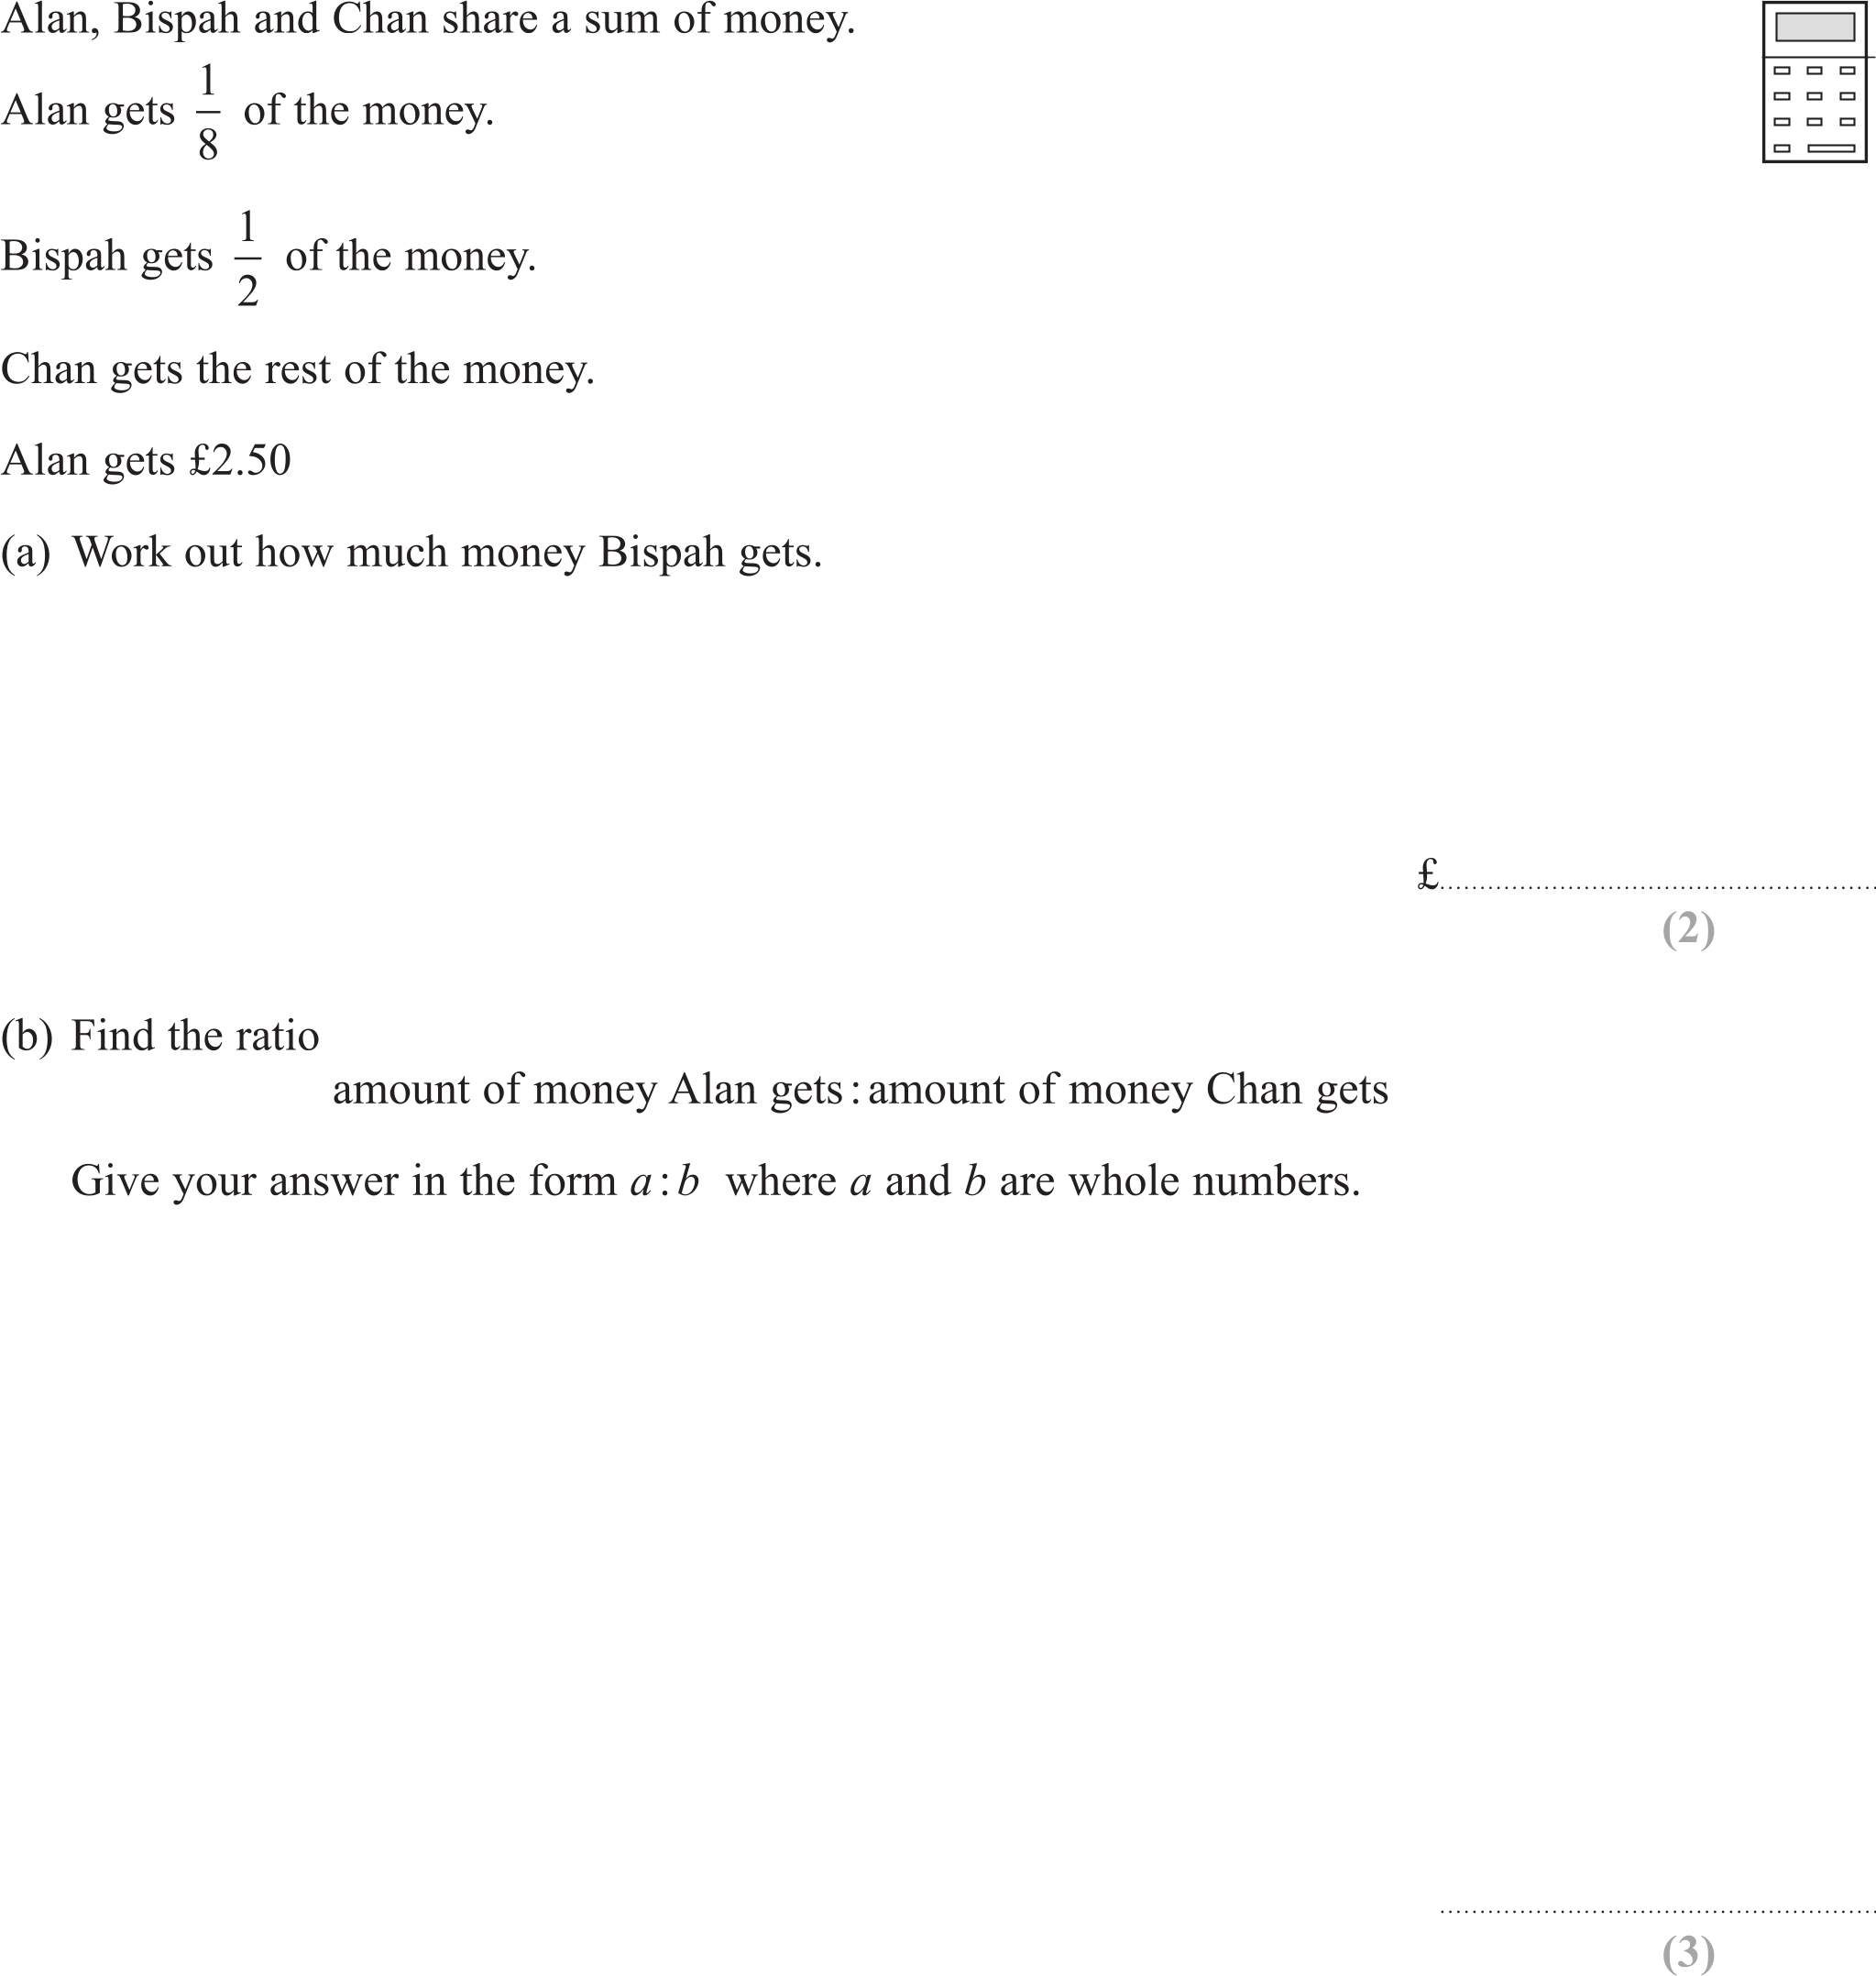 Alan, Bispah and Chan share a sum of money.
Alan gets 1/8 of the money.
Bispah gets 1/2 of the money.
Chan gets the rest of the money.
Alan gets £2.50
(a) Work out how much money Bispah gets.
£..............................
(2)
(b) Find the ratio
amount of money Alan gets : amount of money Chan gets
Give your answer in the form a : b where a and b are whole numbers.
..............................
(3)